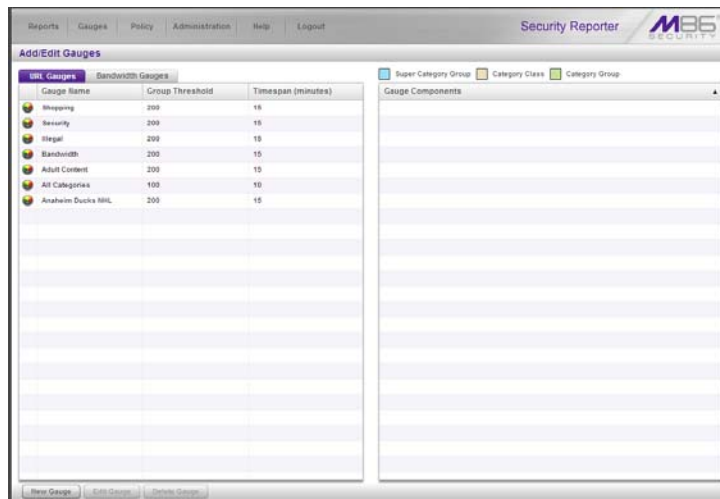 Reports Gauges Policy Administration Help Logout
Security Reporter
M86 SECURITY
Add/Edit Gauges
URL Gauges Bandwidth Gauges
Super Category Group Category Class Category Group
Gauge Name Group Threshold Timespan (minutes)
Gauge Components
Shopping 200 15
Security 200 15
Illegal 200 15
Bandwidth 200 15
Adult Content 200 15
All Categories 100 10
Anaheim Ducks NHL 200 15
New Gauge Edit Gauge Delete Gauge